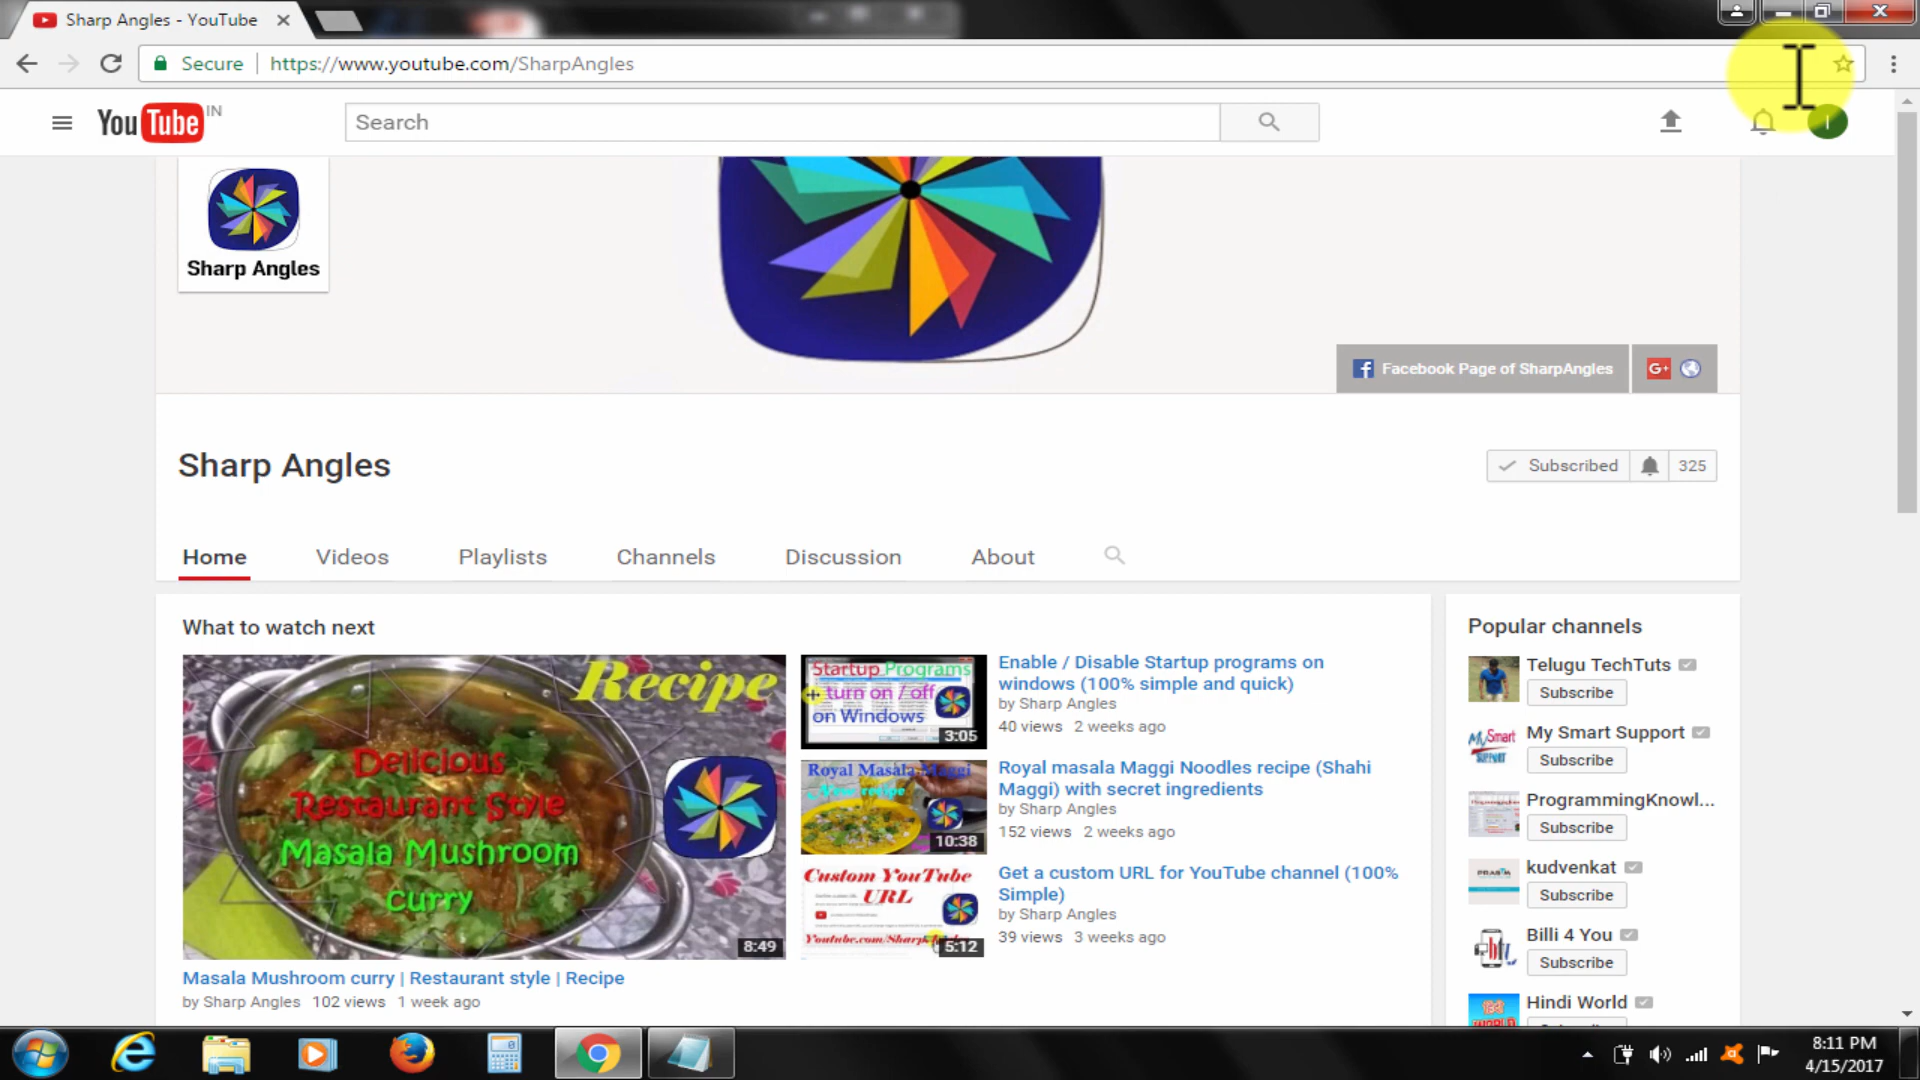 Sharp Angles - YouTube
Secure
https://www.youtube.com/SharpAngles
YouTube IN
Search
I
Sharp Angles
Facebook Page of SharpAngles
G+
Sharp Angles
Subscribed
325
Home
Videos
Playlists
Channels
Discussion
About
What to watch next
Recipe
Delicious
Restaurant Style
Masala Mushroom
curry
8:49
Masala Mushroom curry | Restaurant style | Recipe
by Sharp Angles 102 views 1 week ago
Startup Programs
turn on / off
on Windows
3:05
Enable / Disable Startup programs on
windows (100% simple and quick)
by Sharp Angles
40 views 2 weeks ago
Royal Masala Maggi
New recipe
10:38
Royal masala Maggi Noodles recipe (Shahi
Maggi) with secret ingredients
by Sharp Angles
152 views 2 weeks ago
Custom YouTube
URL
5:12
Get a custom URL for YouTube channel (100%
Simple)
by Sharp Angles
39 views 3 weeks ago
Popular channels
Telugu TechTuts
Subscribe
My Smart Support
Subscribe
ProgrammingKnowl...
Subscribe
kudvenkat
Subscribe
Billi 4 You
Subscribe
Hindi World
8:11 PM
4/15/2017